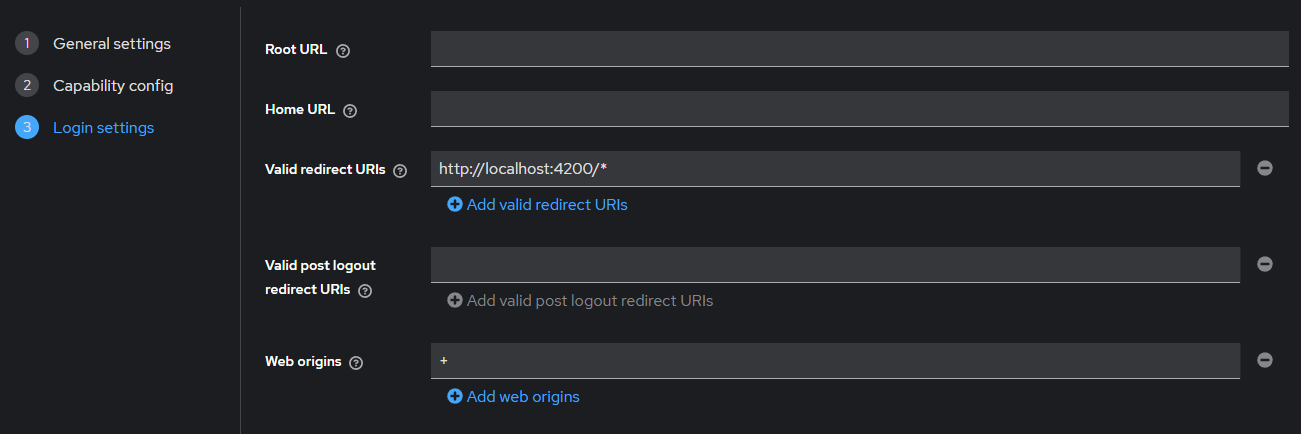 1 General settings
2 Capability config
3 Login settings
Root URL ?
Home URL ?
Valid redirect URIs ? http://localhost:4200/*
Add valid redirect URIs
Valid post logout
redirect URIs ?
Add valid post logout redirect URIs
Web origins ? +
Add web origins